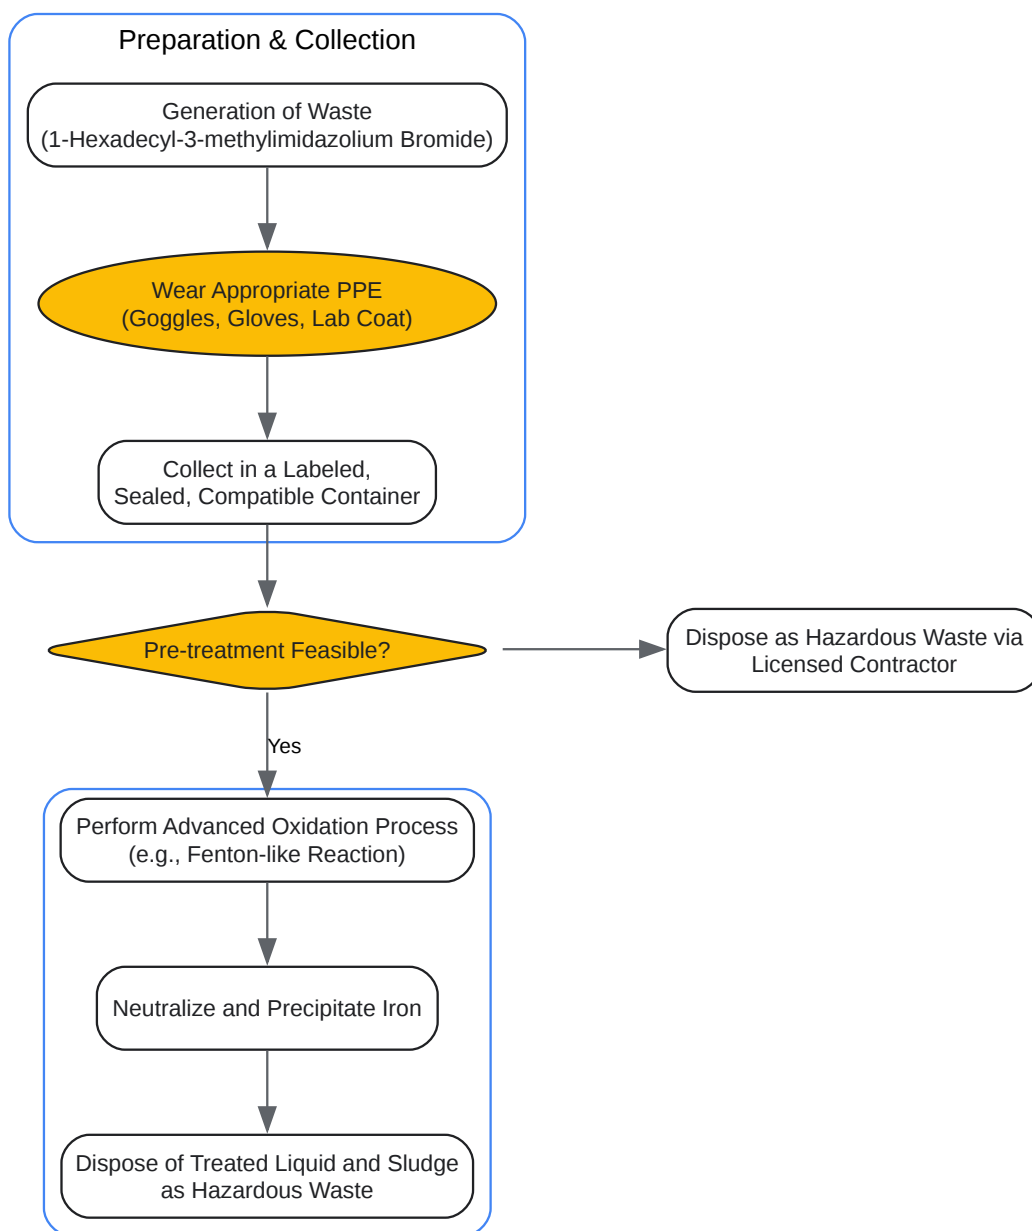 Preparation & Collection
Generation of Waste
(1-Hexadecyl-3-methylimidazolium Bromide)
Wear Appropriate PPE
(Goggles, Gloves, Lab Coat)
Collect in a Labeled,
Sealed, Compatible Container
Pre-treatment Feasible?
Dispose as Hazardous Waste via
Licensed Contractor
Yes
Perform Advanced Oxidation Process
(e.g., Fenton-like Reaction)
Neutralize and Precipitate Iron
Dispose of Treated Liquid and Sludge
as Hazardous Waste